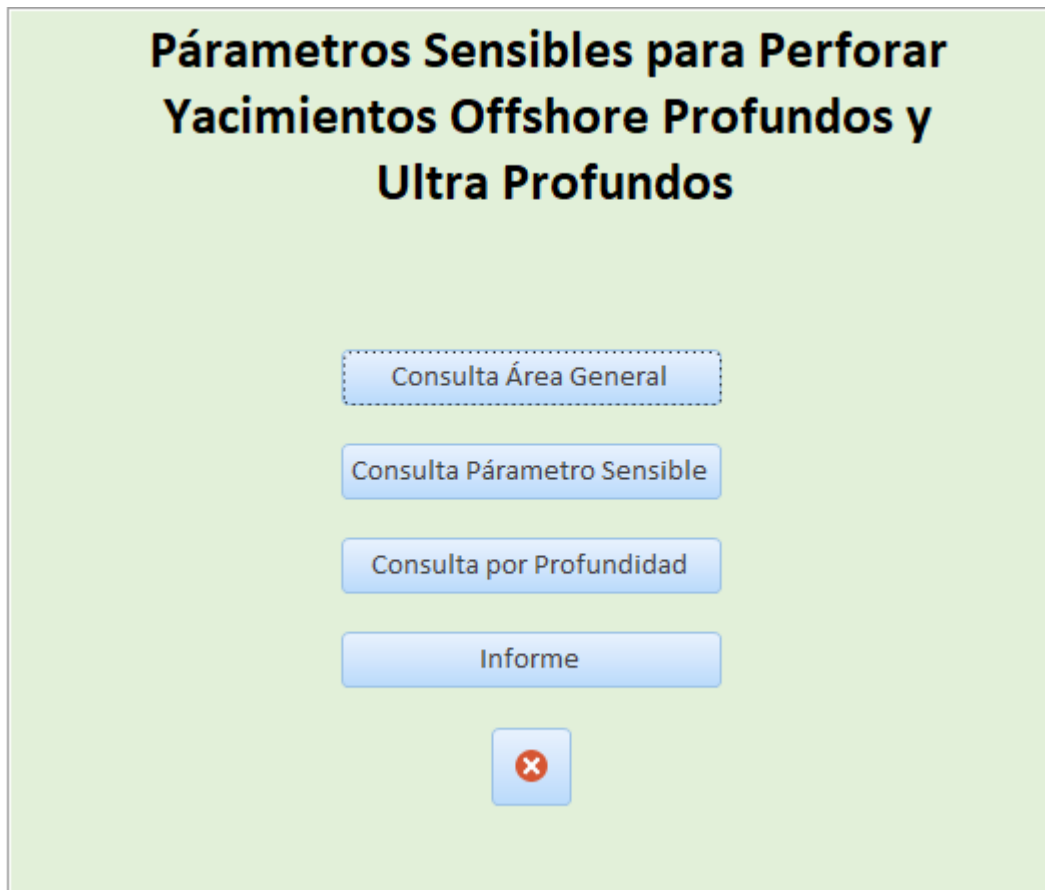 Párametros Sensibles para Perforar
Yacimientos Offshore Profundos y
Ultra Profundos
Consulta Área General
Consulta Párametro Sensible
Consulta por Profundidad
Informe